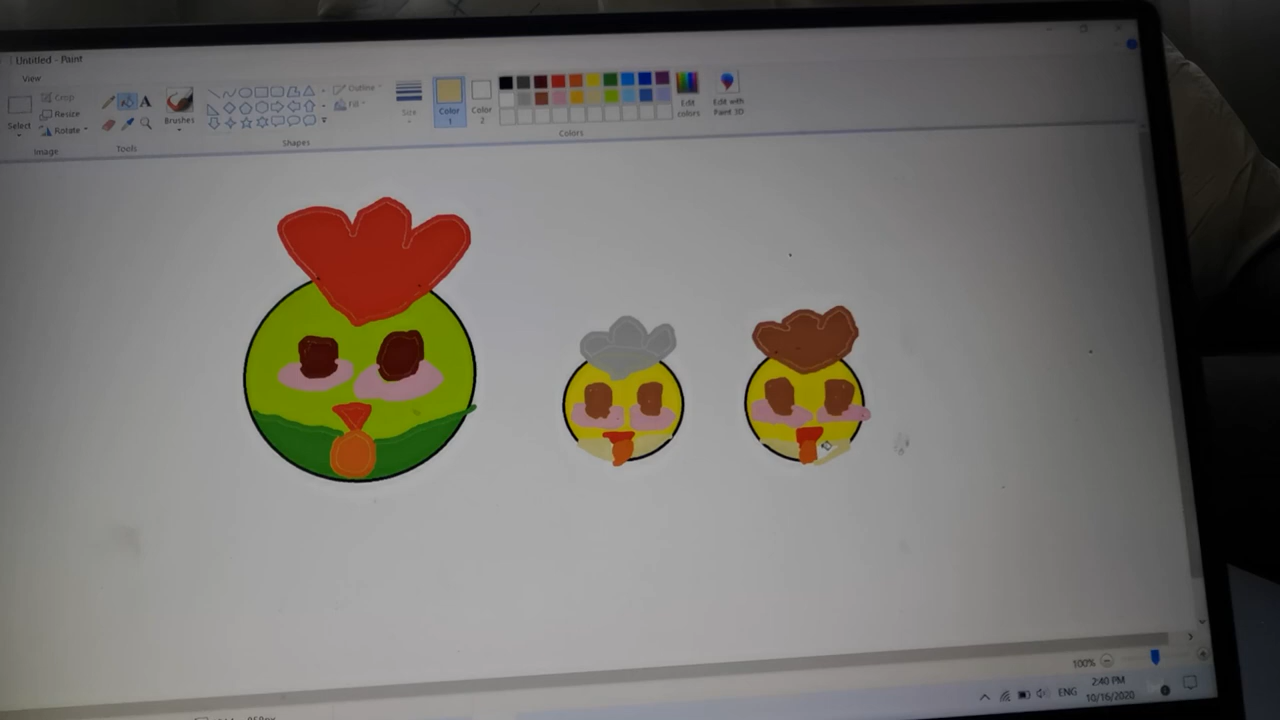 Untitled - Paint
View
Crop
Resize
Rotate
Select
Image
Tools
A
Brushes
Shapes
Outline
Fill
Size
Color
1
Color
2
Colors
Edit
colors
Edit with
Paint 3D
100%
ENG
2:40 PM
10/16/2020